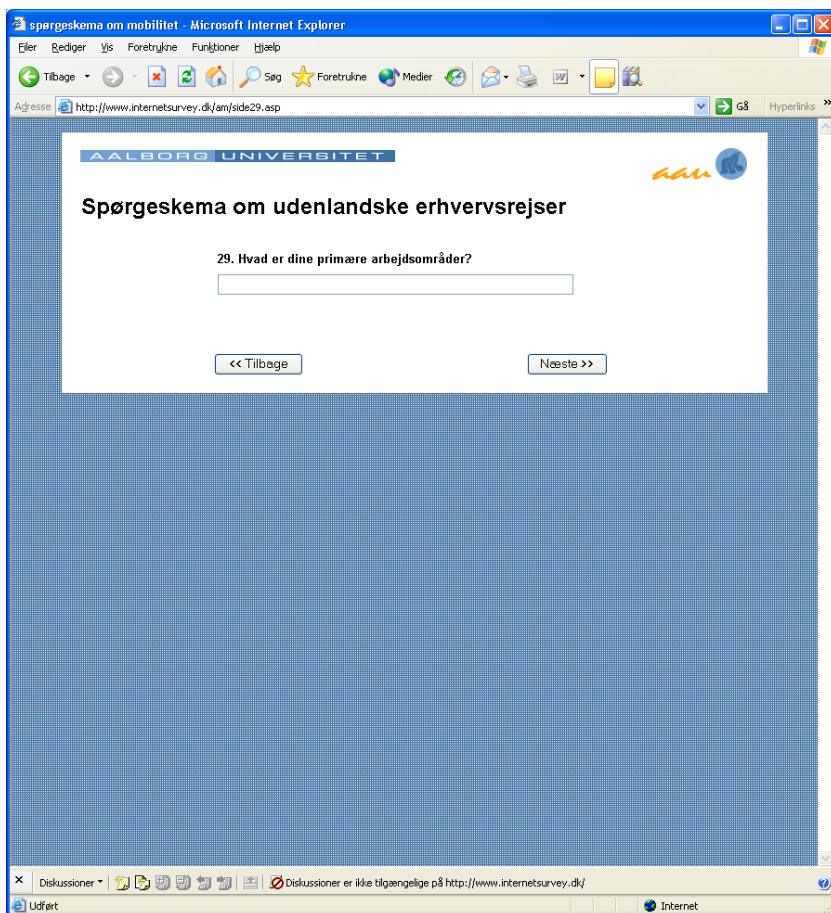 spørgeskema om mobilitet - Microsoft Internet Explorer
Filer Rediger Vis Foretrukne Funktioner Hjælp
Tilbage Søg Foretrukne Medier
Adresse http://www.internetsurvey.dk/am/side29.asp Gå Hyperlinks »
AALBORG UNIVERSITET
aau
Spørgeskema om udenlandske erhvervsrejser
29. Hvad er dine primære arbejdsområder?
<< Tilbage Næste >>
Diskussioner Diskussioner er ikke tilgængelige på http://www.internetsurvey.dk/
Udført Internet